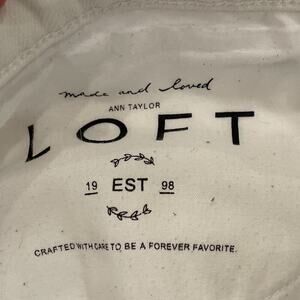 made and loved
ANN TAYLOR
LOFT
19 EST 98
CRAFTED WITH CARE TO BE A FOREVER FAVORITE.